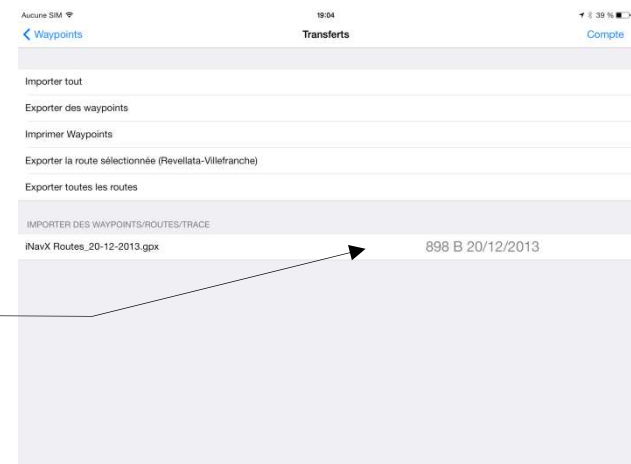 Aucune SIM 19:04 39 %
Waypoints Transferts Compte
Importer tout
Exporter des waypoints
Imprimer Waypoints
Exporter la route sélectionnée (Revellata-Villefranche)
Exporter toutes les routes
IMPORTER DES WAYPOINTS/ROUTES/TRACE
iNavX Routes_20-12-2013.gpx 898 B 20/12/2013